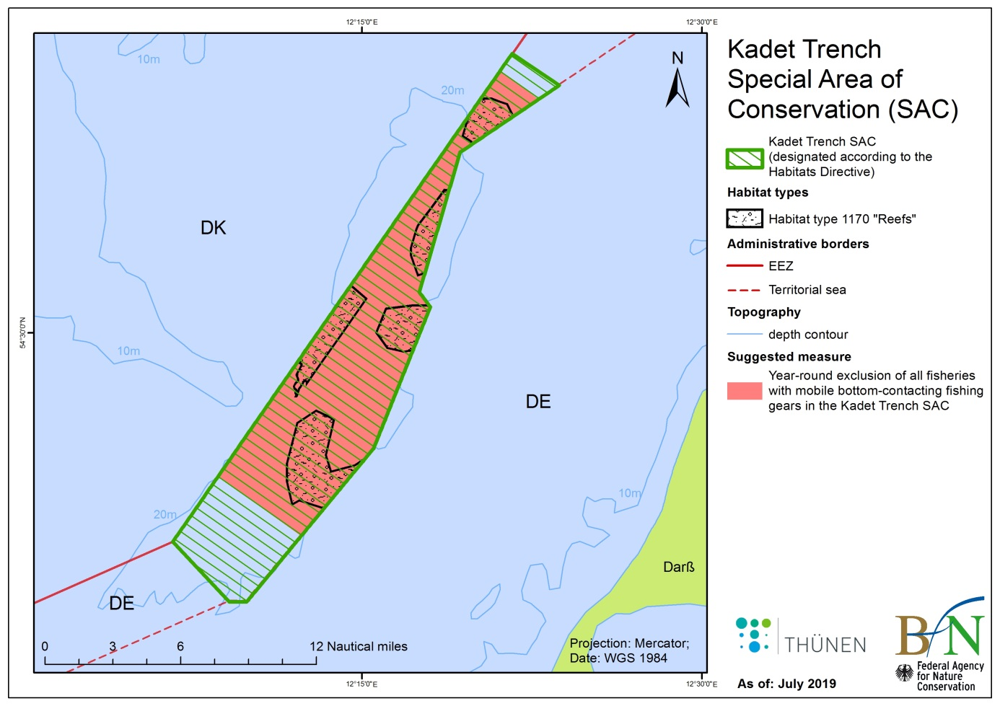 12°15'0"E
12°30'0"E
10m
20m
N
DK
54°30'0"N
10m
DE
10m
20m
Darß
DE
0 3 6 12 Nautical miles
Projection: Mercator;
Date: WGS 1984
12°15'0"E
12°30'0"E
Kadet Trench
Special Area of
Conservation (SAC)
Kadet Trench SAC
(designated according to the
Habitats Directive)
Habitat types
Habitat type 1170 "Reefs"
Administrative borders
EEZ
Territorial sea
Topography
depth contour
Suggested measure
Year-round exclusion of all fisheries
with mobile bottom-contacting fishing
gears in the Kadet Trench SAC
THÜNEN
BfN
Federal Agency
for Nature
Conservation
As of: July 2019